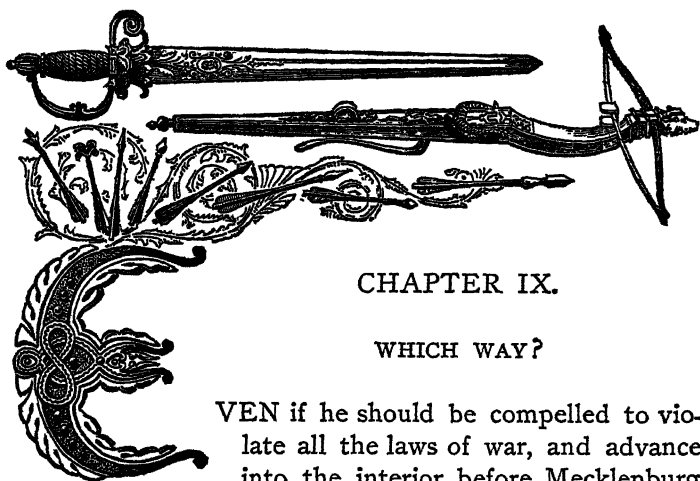 CHAPTER IX.
WHICH WAY?
EVEN if he should be compelled to vio-
late all the laws of war, and advance
into the interior before Mecklenburg